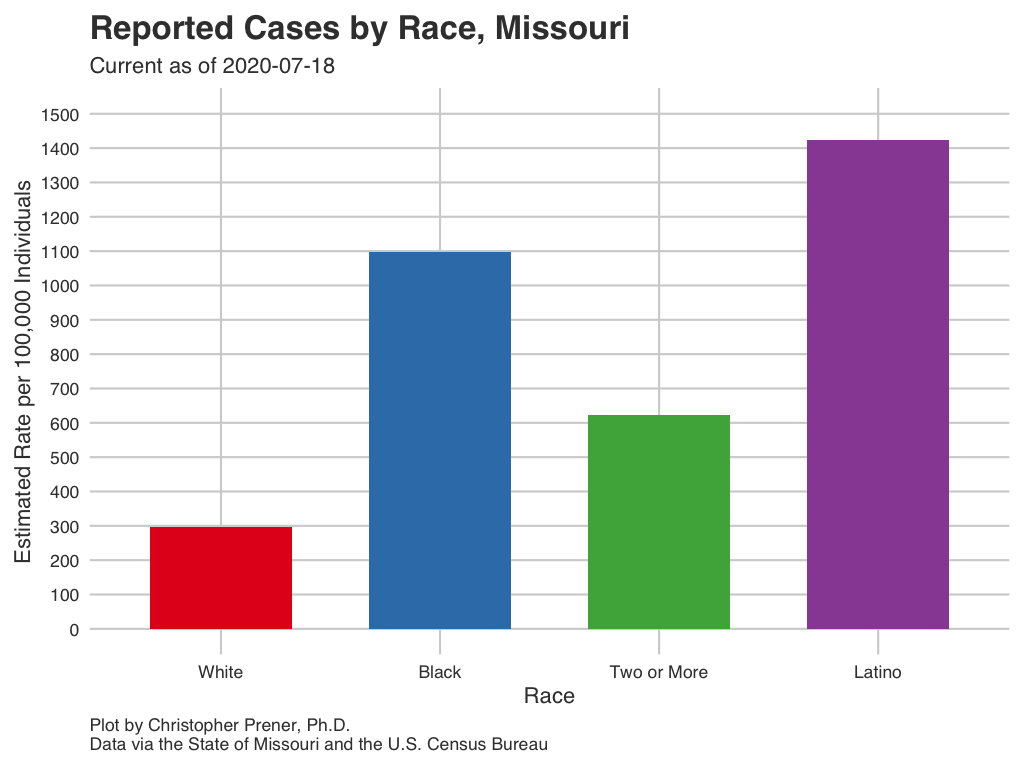 Reported Cases by Race, Missouri
Current as of 2020-07-18
Estimated Rate per 100,000 Individuals
1500
1400
1300
1200
1100
1000
900
800
700
600
500
400
300
200
100
0
White Black Two or More Latino
Race
Plot by Christopher Prener, Ph.D.
Data via the State of Missouri and the U.S. Census Bureau